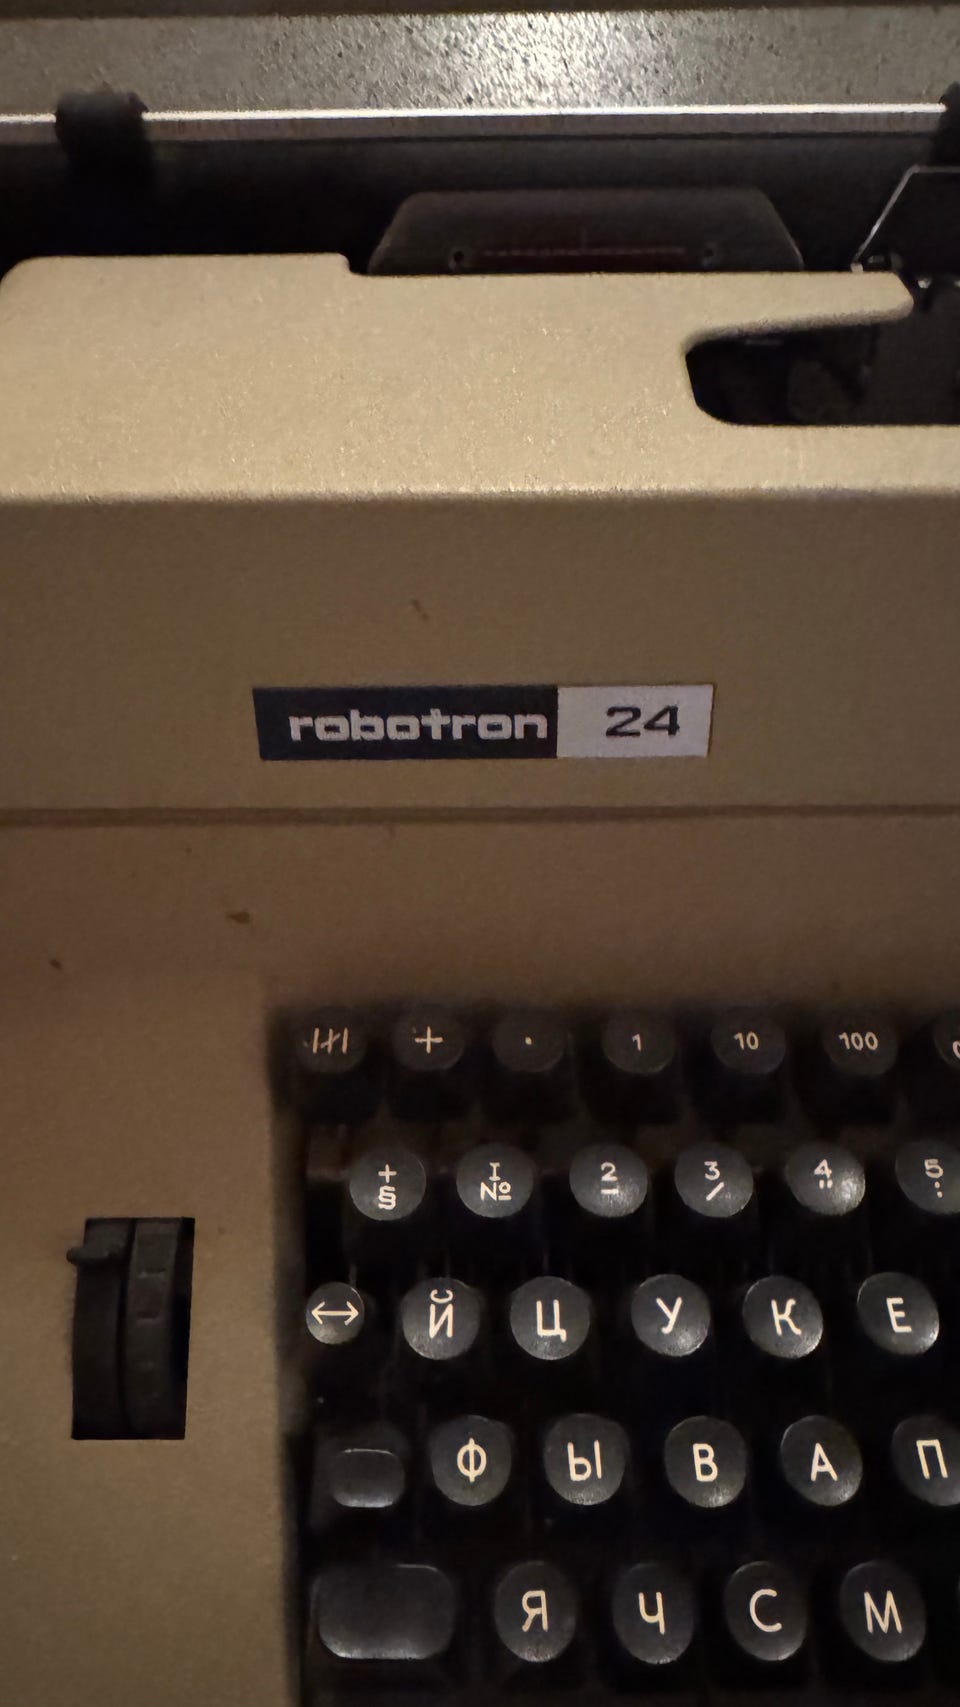 robotron 24
+ . 1 10 100
+ I 2 3 4 5
§ № – / " :
Й Ц У К Е
Ф Ы В А П
Я Ч С М